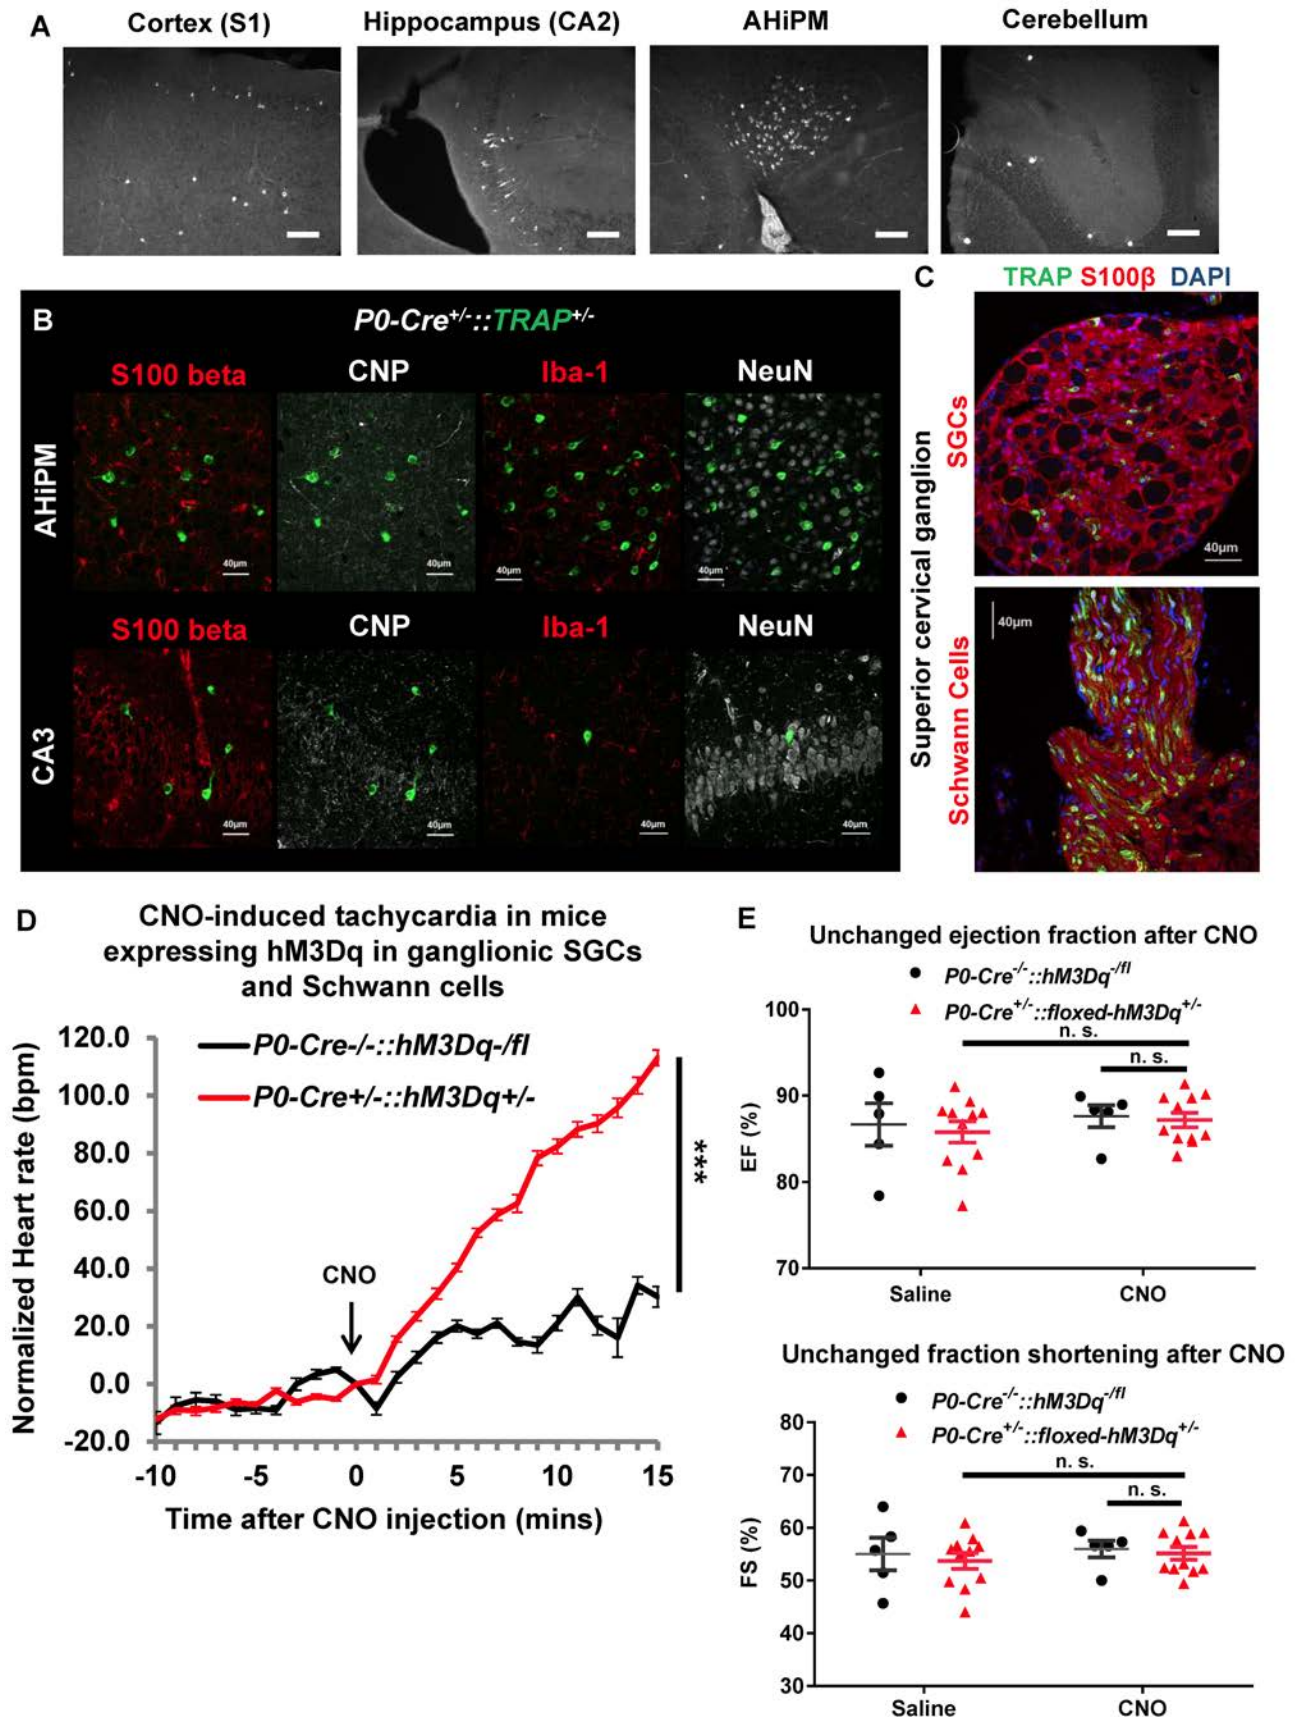 A
Cortex (S1)
Hippocampus (CA2)
AHiPM
Cerebellum
B
P0-Cre+/-::TRAP+/-
S100 beta
CNP
Iba-1
NeuN
AHiPM
40µm
40µm
40µm
40µm
S100 beta
CNP
Iba-1
NeuN
CA3
40µm
40µm
40µm
40µm
C
TRAP S100β DAPI
Superior cervical ganglion
SGCs
40µm
Schwann Cells
40µm
D
CNO-induced tachycardia in mice
expressing hM3Dq in ganglionic SGCs
and Schwann cells
Normalized Heart rate (bpm)
120.0
100.0
80.0
60.0
40.0
20.0
0.0
-20.0
P0-Cre-/-::hM3Dq-/fl
P0-Cre+/-::hM3Dq+/-
CNO
***
-10 -5 0 5 10 15
Time after CNO injection (mins)
E
Unchanged ejection fraction after CNO
P0-Cre-/-::hM3Dq-/fl
P0-Cre+/-::floxed-hM3Dq+/-
n. s.
n. s.
EF (%)
100
90
80
70
Saline CNO
Unchanged fraction shortening after CNO
P0-Cre-/-::hM3Dq-/fl
P0-Cre+/-::floxed-hM3Dq+/-
n. s.
n. s.
FS (%)
80
70
60
50
40
30
Saline CNO